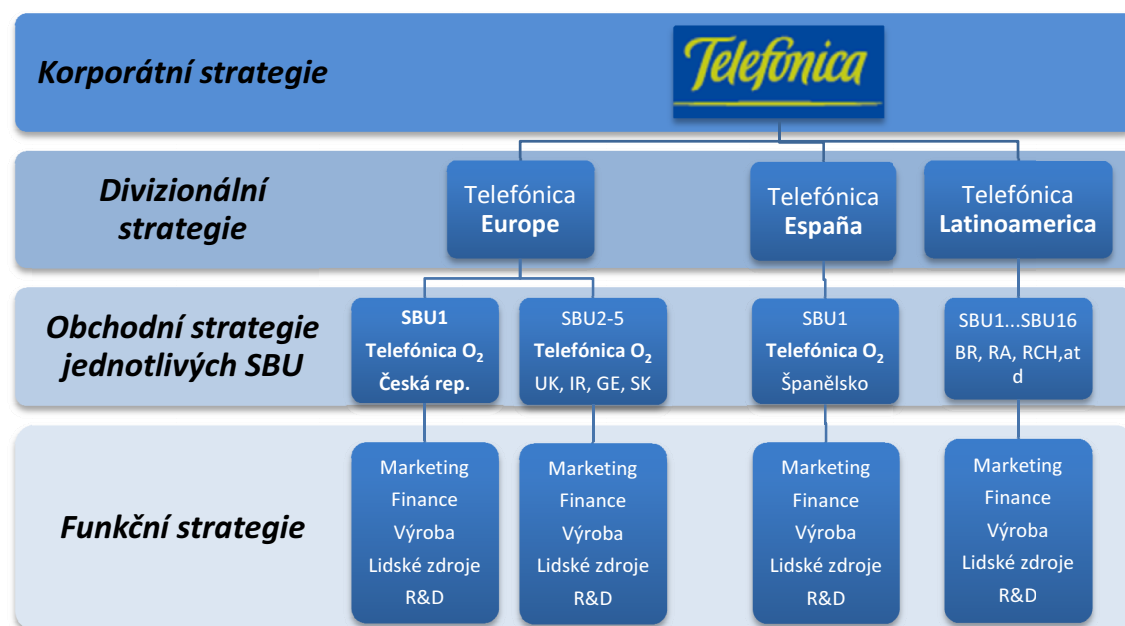 Korporátní strategie
Telefónica
Divizionální
strategie
Telefónica
Europe
Telefónica
España
Telefónica
Latinoamerica
Obchodní strategie
jednotlivých SBU
SBU1
Telefónica O₂
Česká rep.
SBU2-5
Telefónica O₂
UK, IR, GE, SK
SBU1
Telefónica O₂
Španělsko
SBU1...SBU16
BR, RA, RCH,at
d
Funkční strategie
Marketing
Finance
Výroba
Lidské zdroje
R&D
Marketing
Finance
Výroba
Lidské zdroje
R&D
Marketing
Finance
Výroba
Lidské zdroje
R&D
Marketing
Finance
Výroba
Lidské zdroje
R&D